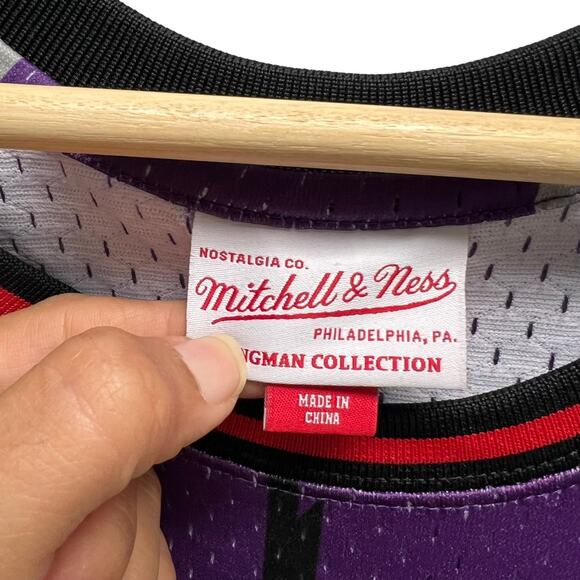 NOSTALGIA CO.
Mitchell & Ness
PHILADELPHIA, PA.
COLLECTION
MADE IN
CHINA